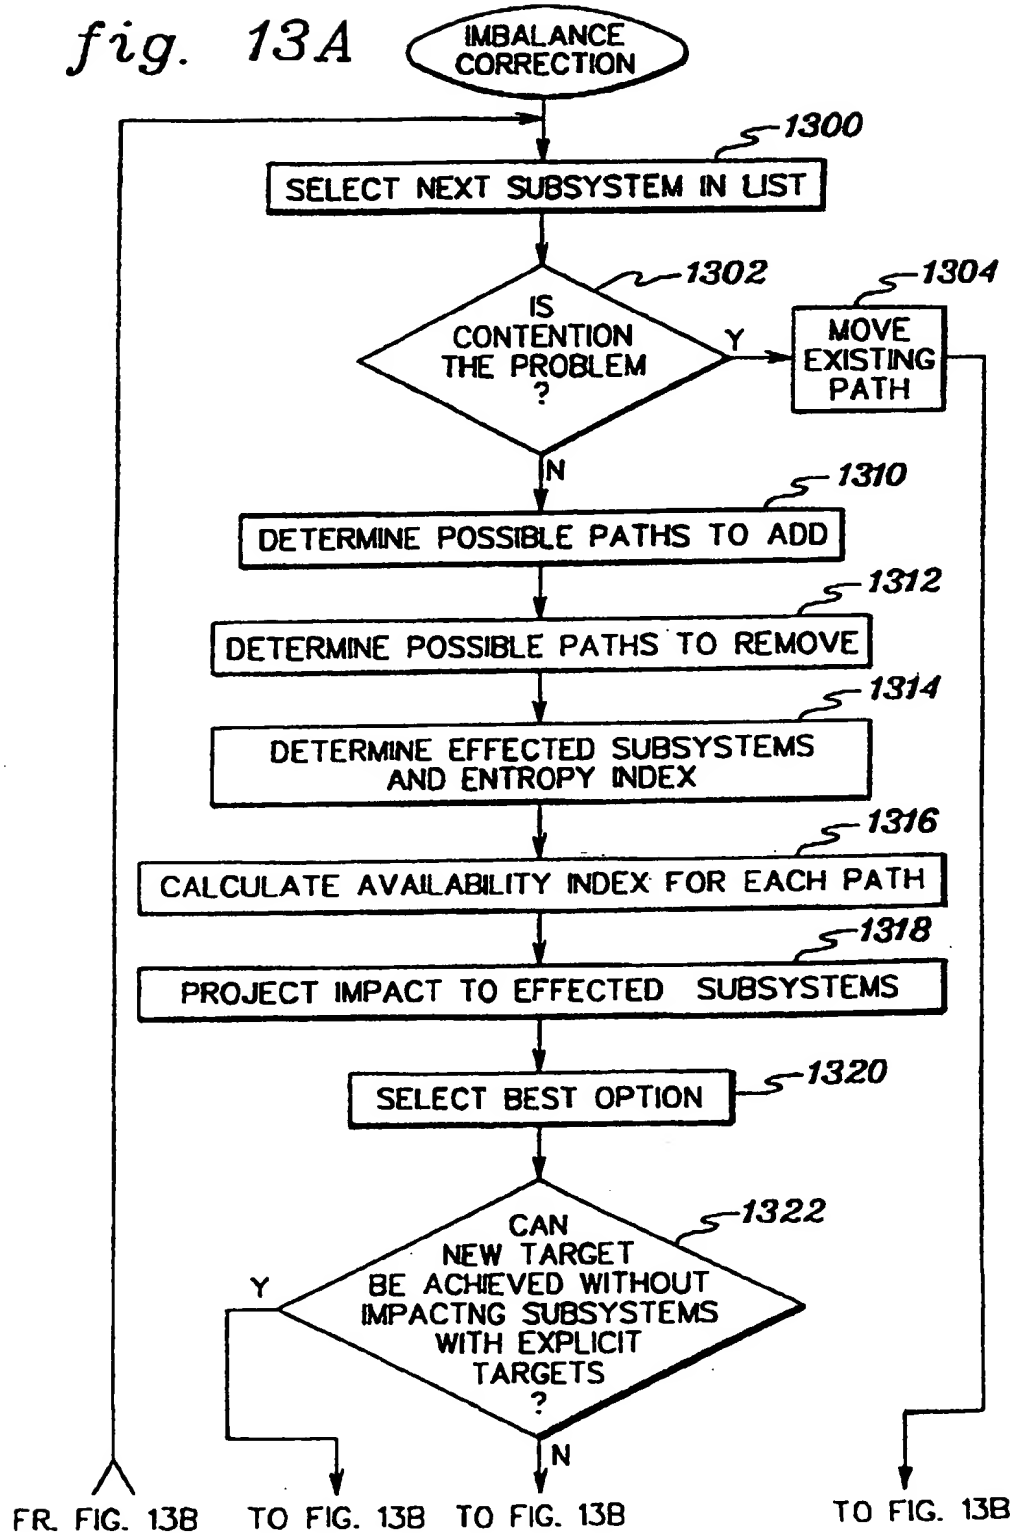 fig. 13A
IMBALANCE
CORRECTION
1300
SELECT NEXT SUBSYSTEM IN LIST
1302
IS
CONTENTION
THE PROBLEM
?
Y
1304
MOVE
EXISTING
PATH
N
1310
DETERMINE POSSIBLE PATHS TO ADD
1312
DETERMINE POSSIBLE PATHS TO REMOVE
1314
DETERMINE EFFECTED SUBSYSTEMS
AND ENTROPY INDEX
1316
CALCULATE AVAILABILITY INDEX FOR EACH PATH
1318
PROJECT IMPACT TO EFFECTED SUBSYSTEMS
1320
SELECT BEST OPTION
1322
CAN
NEW TARGET
BE ACHIEVED WITHOUT
IMPACTNG SUBSYSTEMS
WITH EXPLICIT
TARGETS
?
Y
N
FR. FIG. 13B
TO FIG. 13B
TO FIG. 13B
TO FIG. 13B